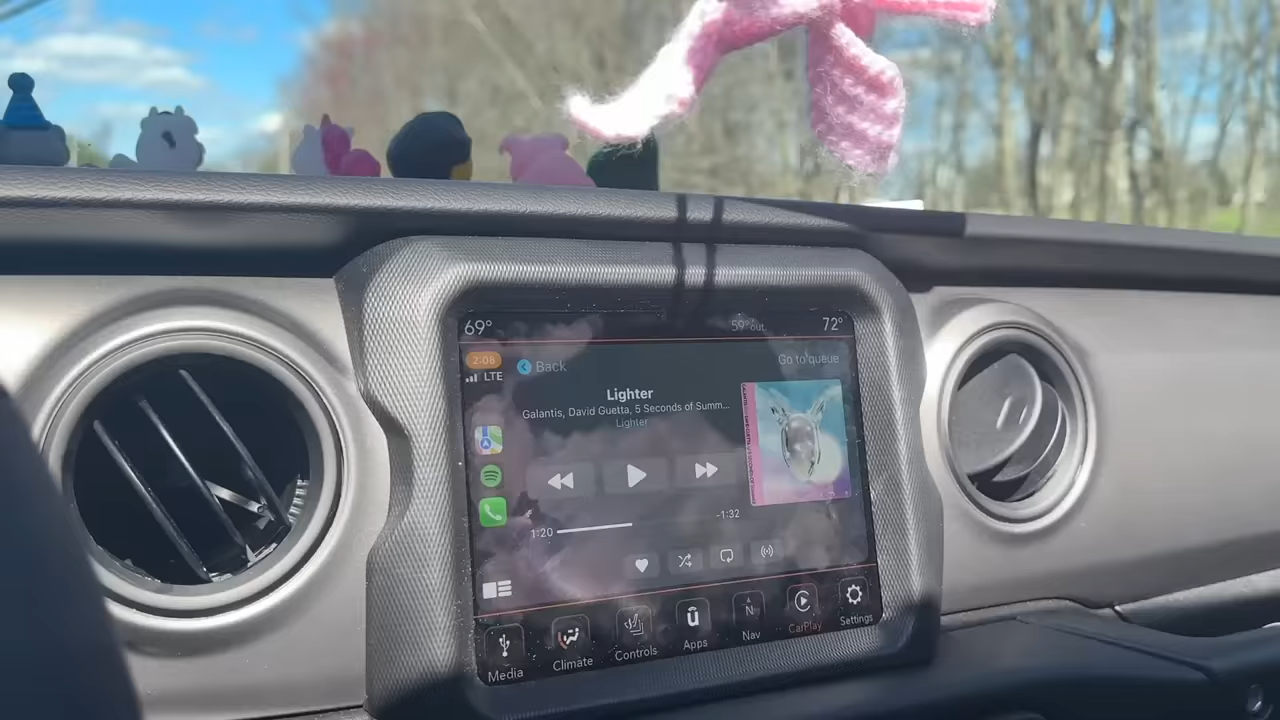 69°
59° out
72°
2:08
LTE
Back
Go to queue
Lighter
Galantis, David Guetta, 5 Seconds of Summ...
Lighter
1:20
-1:32
Media
Climate
Controls
Apps
N
Nav
CarPlay
Settings